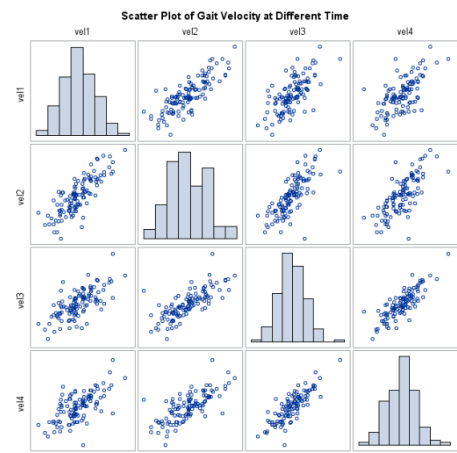 Scatter Plot of Gait Velocity at Different Time
vel1 vel2 vel3 vel4
vel1
vel2
vel3
vel4